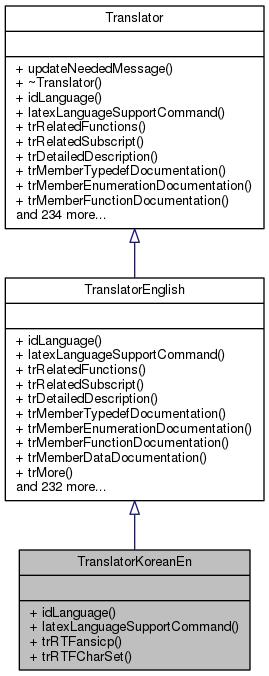 Translator
+ updateNeededMessage()
+ ~Translator()
+ idLanguage()
+ latexLanguageSupportCommand()
+ trRelatedFunctions()
+ trRelatedSubscript()
+ trDetailedDescription()
+ trMemberTypedefDocumentation()
+ trMemberEnumerationDocumentation()
+ trMemberFunctionDocumentation()
and 234 more...
TranslatorEnglish
+ idLanguage()
+ latexLanguageSupportCommand()
+ trRelatedFunctions()
+ trRelatedSubscript()
+ trDetailedDescription()
+ trMemberTypedefDocumentation()
+ trMemberEnumerationDocumentation()
+ trMemberFunctionDocumentation()
+ trMemberDataDocumentation()
+ trMore()
and 232 more...
TranslatorKoreanEn
+ idLanguage()
+ latexLanguageSupportCommand()
+ trRTFansicp()
+ trRTFCharSet()